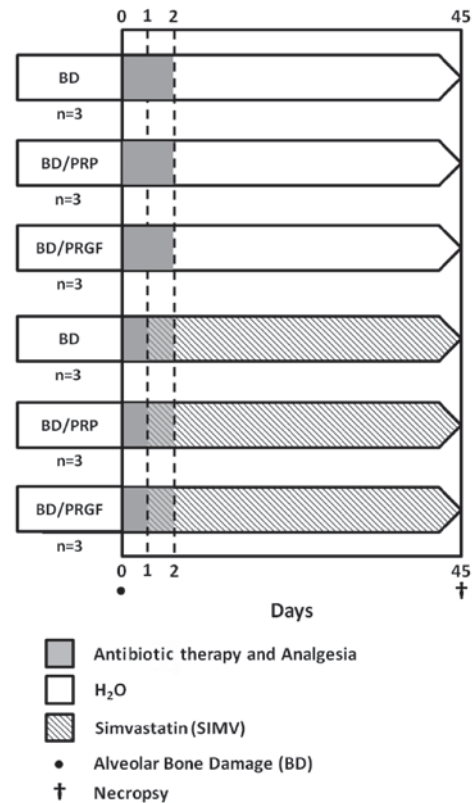 0 1 2 45
BD
n=3
BD/PRP
n=3
BD/PRGF
n=3
BD
n=3
BD/PRP
n=3
BD/PRGF
n=3
0 1 2 45
● †
Days
Antibiotic therapy and Analgesia
H₂O
Simvastatin (SIMV)
● Alveolar Bone Damage (BD)
† Necropsy